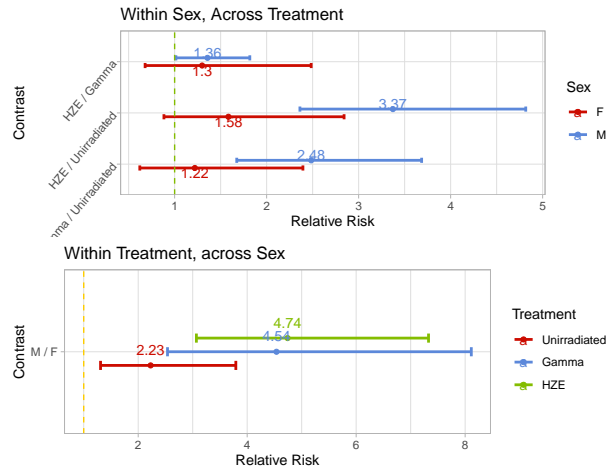 Within Sex, Across Treatment
Contrast
HZE / Gamma
HZE / Unirradiated
mma / Unirradiated
1.36
1.3
3.37
1.58
2.48
1.22
1
2
3
4
5
Relative Risk
Sex
F
M
Within Treatment, across Sex
Contrast
M / F
4.74
4.54
2.23
2
4
6
8
Relative Risk
Treatment
a Unirradiated
a Gamma
a HZE